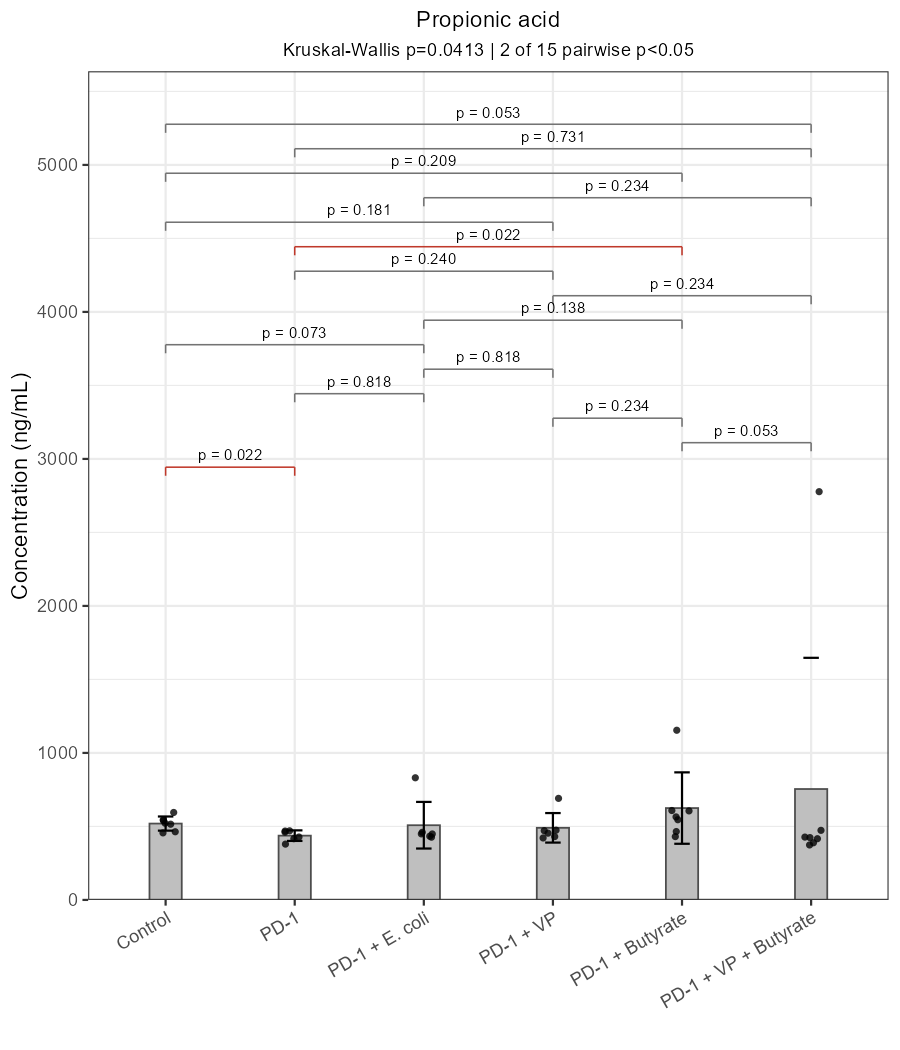 Propionic acid
Kruskal-Wallis p=0.0413 | 2 of 15 pairwise p<0.05
Concentration (ng/mL)
5000
4000
3000
2000
1000
0
p = 0.053
p = 0.731
p = 0.209
p = 0.234
p = 0.181
p = 0.022
p = 0.240
p = 0.234
p = 0.138
p = 0.073
p = 0.818
p = 0.818
p = 0.234
p = 0.053
p = 0.022
Control
PD-1
PD-1 + E. coli
PD-1 + VP
PD-1 + Butyrate
PD-1 + VP + Butyrate